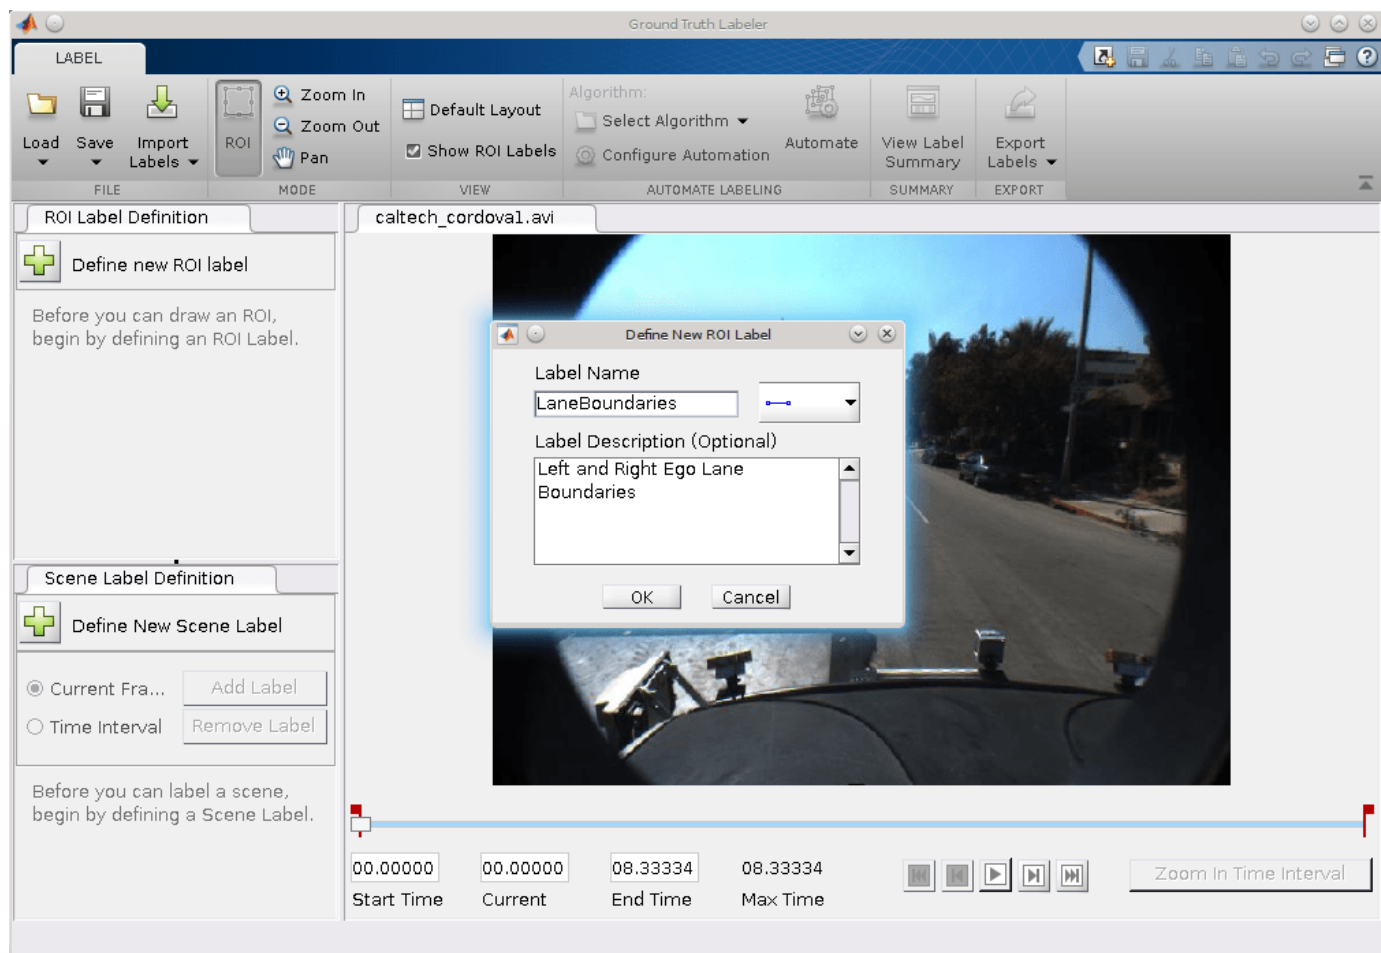 Ground Truth Labeler
LABEL
Load
Save
Import
Labels
FILE
ROI
Zoom In
Zoom Out
Pan
MODE
Default Layout
Show ROI Labels
VIEW
Algorithm:
Select Algorithm
Configure Automation
Automate
AUTOMATE LABELING
View Label
Summary
SUMMARY
Export
Labels
EXPORT
ROI Label Definition
Define new ROI label
Before you can draw an ROI,
begin by defining an ROI Label.
Scene Label Definition
Define New Scene Label
Current Fra...
Add Label
Time Interval
Remove Label
Before you can label a scene,
begin by defining a Scene Label.
caltech_cordova1.avi
Define New ROI Label
Label Name
LaneBoundaries
Label Description (Optional)
Left and Right Ego Lane
Boundaries
OK
Cancel
00.00000
00.00000
08.33334
08.33334
Start Time
Current
End Time
Max Time
Zoom In Time Interval